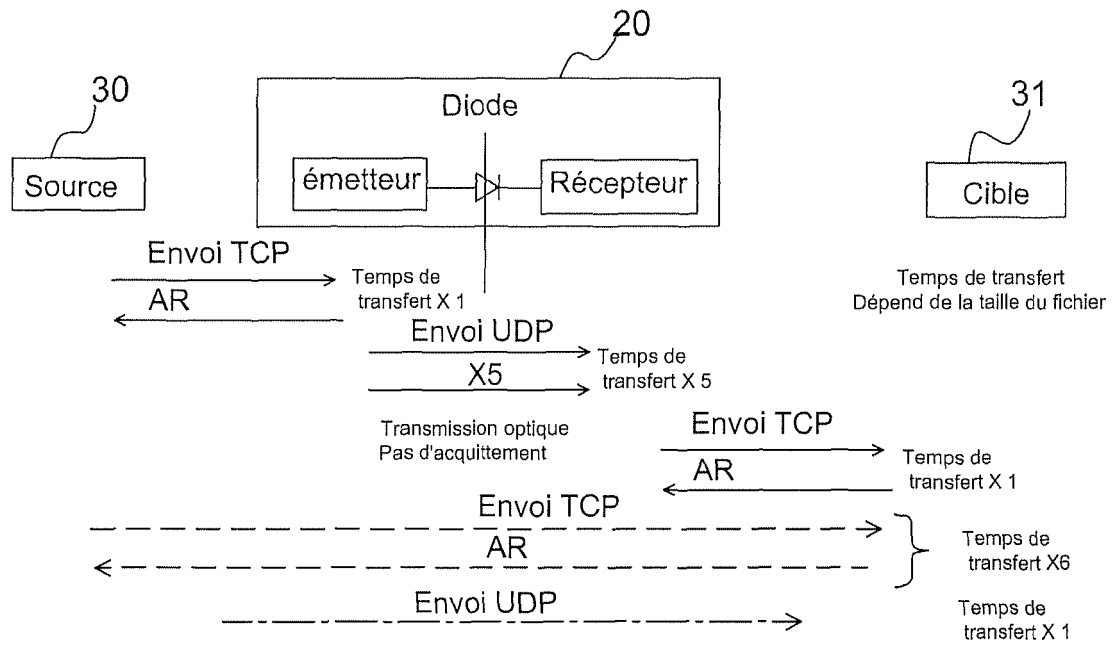 20
30
31
Diode
Source
émetteur
Récepteur
Cible
Envoi TCP
AR
Temps de
transfert X 1
Temps de transfert
Dépend de la taille du fichier
Envoi UDP
X5
Temps de
transfert X 5
Transmission optique
Pas d'acquittement
Envoi TCP
AR
Temps de
transfert X 1
Envoi TCP
AR
Temps de
transfert X6
Envoi UDP
Temps de
transfert X 1